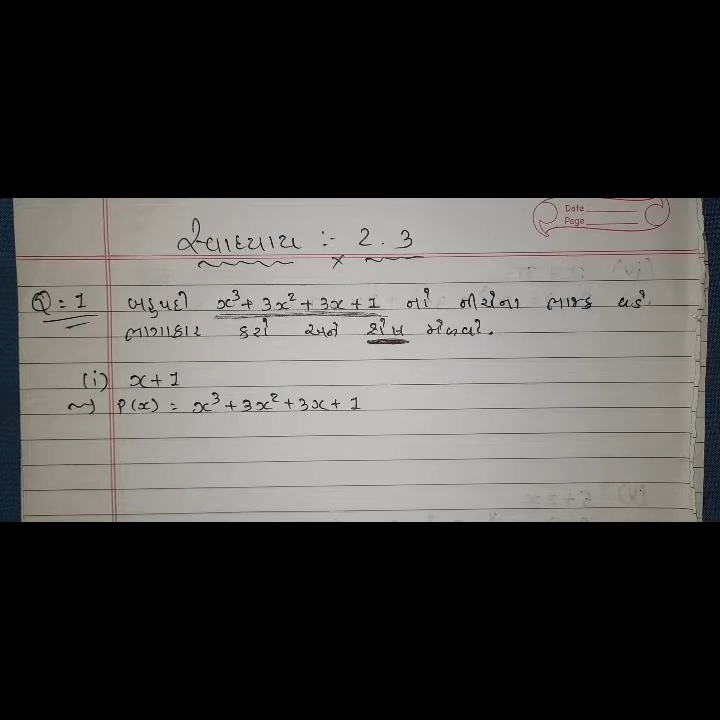 સ્વાધ્યાય :- 2.3
Date
Page
Q=1 બહુપદી x³+3x²+3x+1 નાં નીચેના ભાજક વડે
ભાગાકાર કરો અને શેષ મેળવો.
(i) x+1
~> p(x) = x³+3x²+3x+1